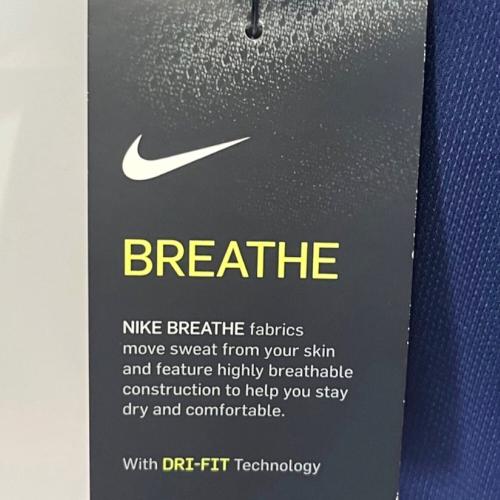 BREATHE
NIKE BREATHE fabrics
move sweat from your skin
and feature highly breathable
construction to help you stay
dry and comfortable.
With DRI-FIT Technology